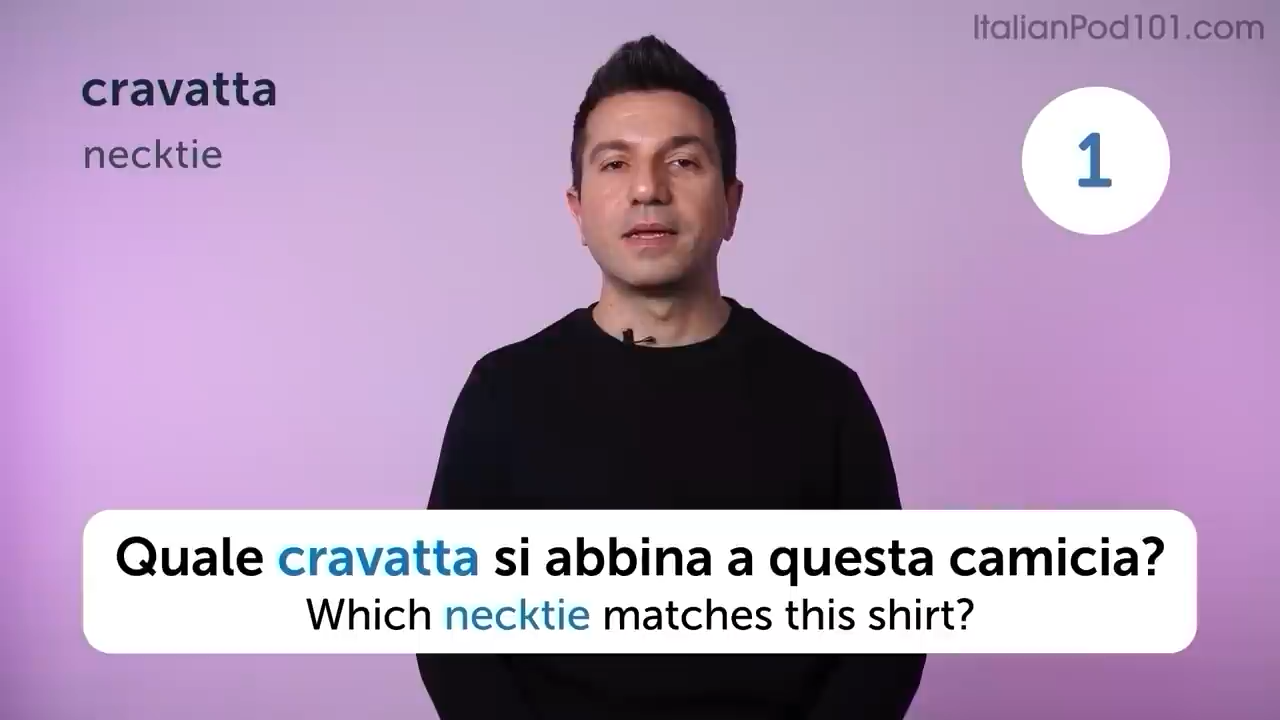 ItalianPod101.com
cravatta
necktie
1
Quale cravatta si abbina a questa camicia?
Which necktie matches this shirt?